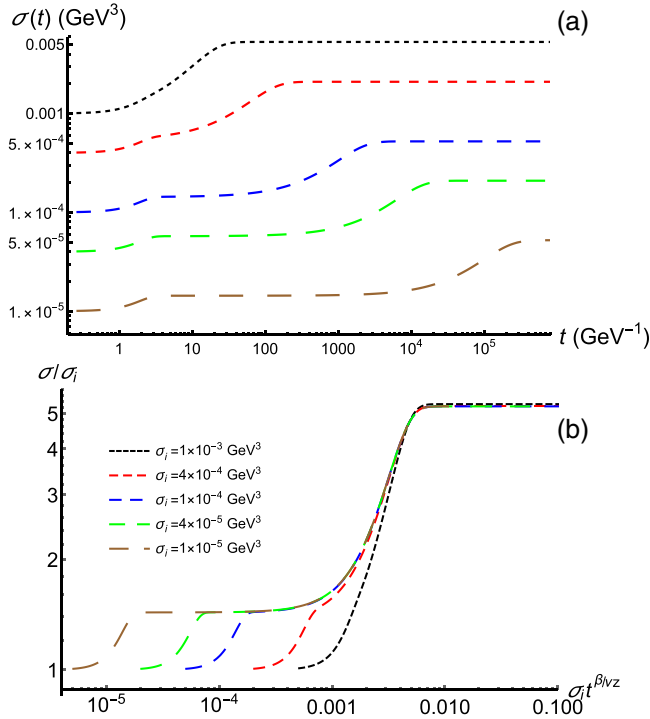 σ(t) (GeV³)
(a)
0.005
0.001
5.×10⁻⁴
1.×10⁻⁴
5.×10⁻⁵
1.×10⁻⁵
1 10 100 1000 10⁴ 10⁵ t (GeV⁻¹)
σ/σᵢ
(b)
5
4
3
2
1
σᵢ=1×10⁻³ GeV³
σᵢ=4×10⁻⁴ GeV³
σᵢ=1×10⁻⁴ GeV³
σᵢ=4×10⁻⁵ GeV³
σᵢ=1×10⁻⁵ GeV³
10⁻⁵ 10⁻⁴ 0.001 0.010 0.100 σᵢt^β/νz